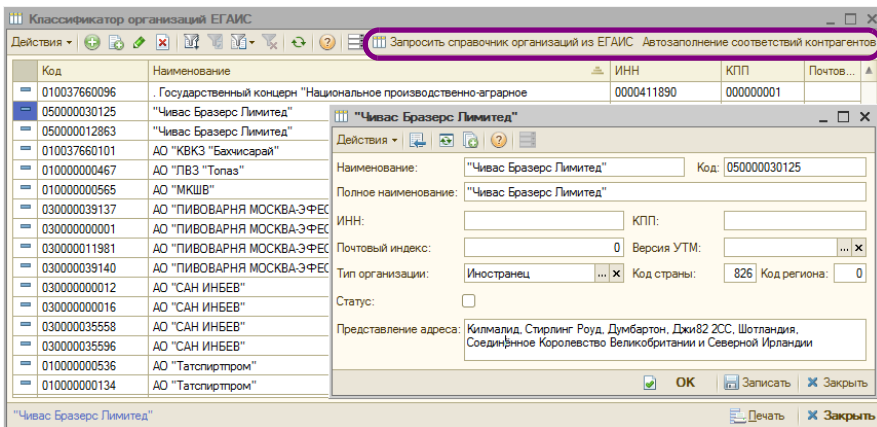 Классификатор организаций ЕГАИС
Действия Запросить справочник организаций из ЕГАИС Автозаполнение соответствий контрагентов
Код Наименование ИНН КПП Почтов...
010037660096 . Государственный концерн "Национальное производственно-аграрное 0000411890 000000001
050000030125 "Чивас Бразерс Лимитед"
050000012863 "Чивас Бразерс Лимитед"
010037660101 АО "КВКЗ "Бахчисарай"
010000000467 АО "ЛВЗ "Топаз"
010000000565 АО "МКШВ"
030000039137 АО "ПИВОВАРНЯ МОСКВА-ЭФЕС
030000000001 АО "ПИВОВАРНЯ МОСКВА-ЭФЕС
030000011981 АО "ПИВОВАРНЯ МОСКВА-ЭФЕС
030000039140 АО "ПИВОВАРНЯ МОСКВА-ЭФЕС
030000000012 АО "САН ИНБЕВ"
030000000016 АО "САН ИНБЕВ"
030000035558 АО "САН ИНБЕВ"
030000035596 АО "САН ИНБЕВ"
010000000536 АО "Татспиртпром"
010000000134 АО "Татспиртпром"
"Чивас Бразерс Лимитед"
Действия
Наименование: "Чивас Бразерс Лимитед" Код: 050000030125
Полное наименование: "Чивас Бразерс Лимитед"
ИНН: КПП:
Почтовый индекс: 0 Версия УТМ: ... x
Тип организации: Иностранец ... x Код страны: 826 Код региона: 0
Статус:
Представление адреса: Килмалид, Стирлинг Роуд, Думбартон, Джи82 2СС, Шотландия,
Соединённое Королевство Великобритании и Северной Ирландии
OK Записать Закрыть
"Чивас Бразерс Лимитед" Печать Закрыть